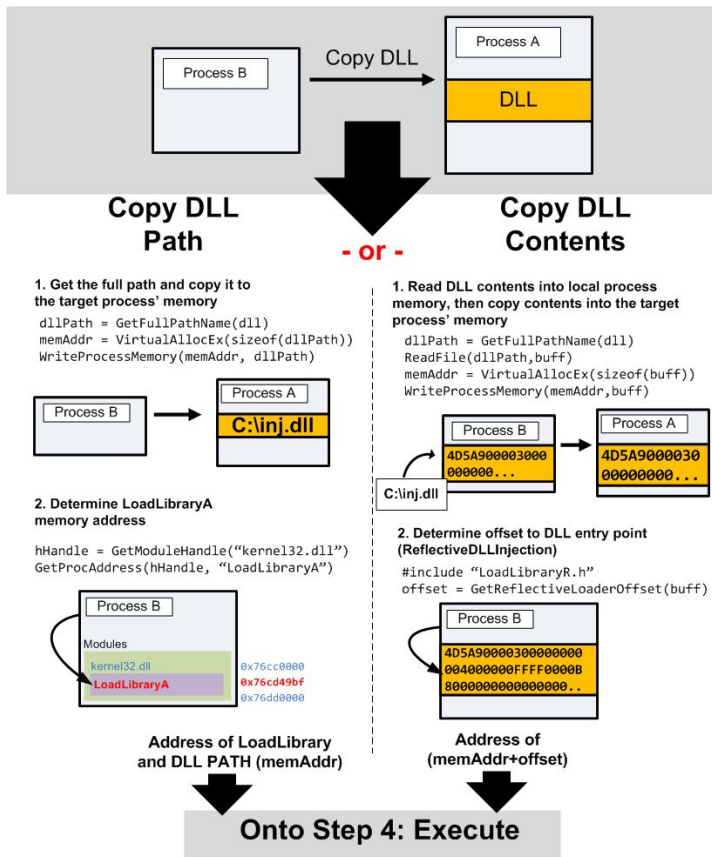 Process B
Copy DLL
Process A
DLL
Copy DLL
Path
Copy DLL
Contents
- or -
1. Get the full path and copy it to
the target process’ memory
dllPath = GetFullPathName(dll)
memAddr = VirtualAllocEx(sizeof(dllPath))
WriteProcessMemory(memAddr, dllPath)
Process B
Process A
C:\inj.dll
2. Determine LoadLibraryA
memory address
hHandle = GetModuleHandle(“kernel32.dll”)
GetProcAddress(hHandle, “LoadLibraryA”)
Process B
Modules
kernel32.dll
LoadLibraryA
0x76cc0000
0x76cd49bf
0x76dd0000
Address of LoadLibrary
and DLL PATH (memAddr)
1. Read DLL contents into local process
memory, then copy contents into the target
process’ memory
dllPath = GetFullPathName(dll)
ReadFile(dllPath,buff)
memAddr = VirtualAllocEx(sizeof(buff))
WriteProcessMemory(memAddr,buff)
Process B
4D5A900003000
000000...
C:\inj.dll
Process A
4D5A9000030
00000000...
2. Determine offset to DLL entry point
(ReflectiveDLLInjection)
#include “LoadLibraryR.h”
offset = GetReflectiveLoaderOffset(buff)
Process B
4D5A90000300000000
004000000FFFF0000B
8000000000000000..
Address of
(memAddr+offset)
Onto Step 4: Execute